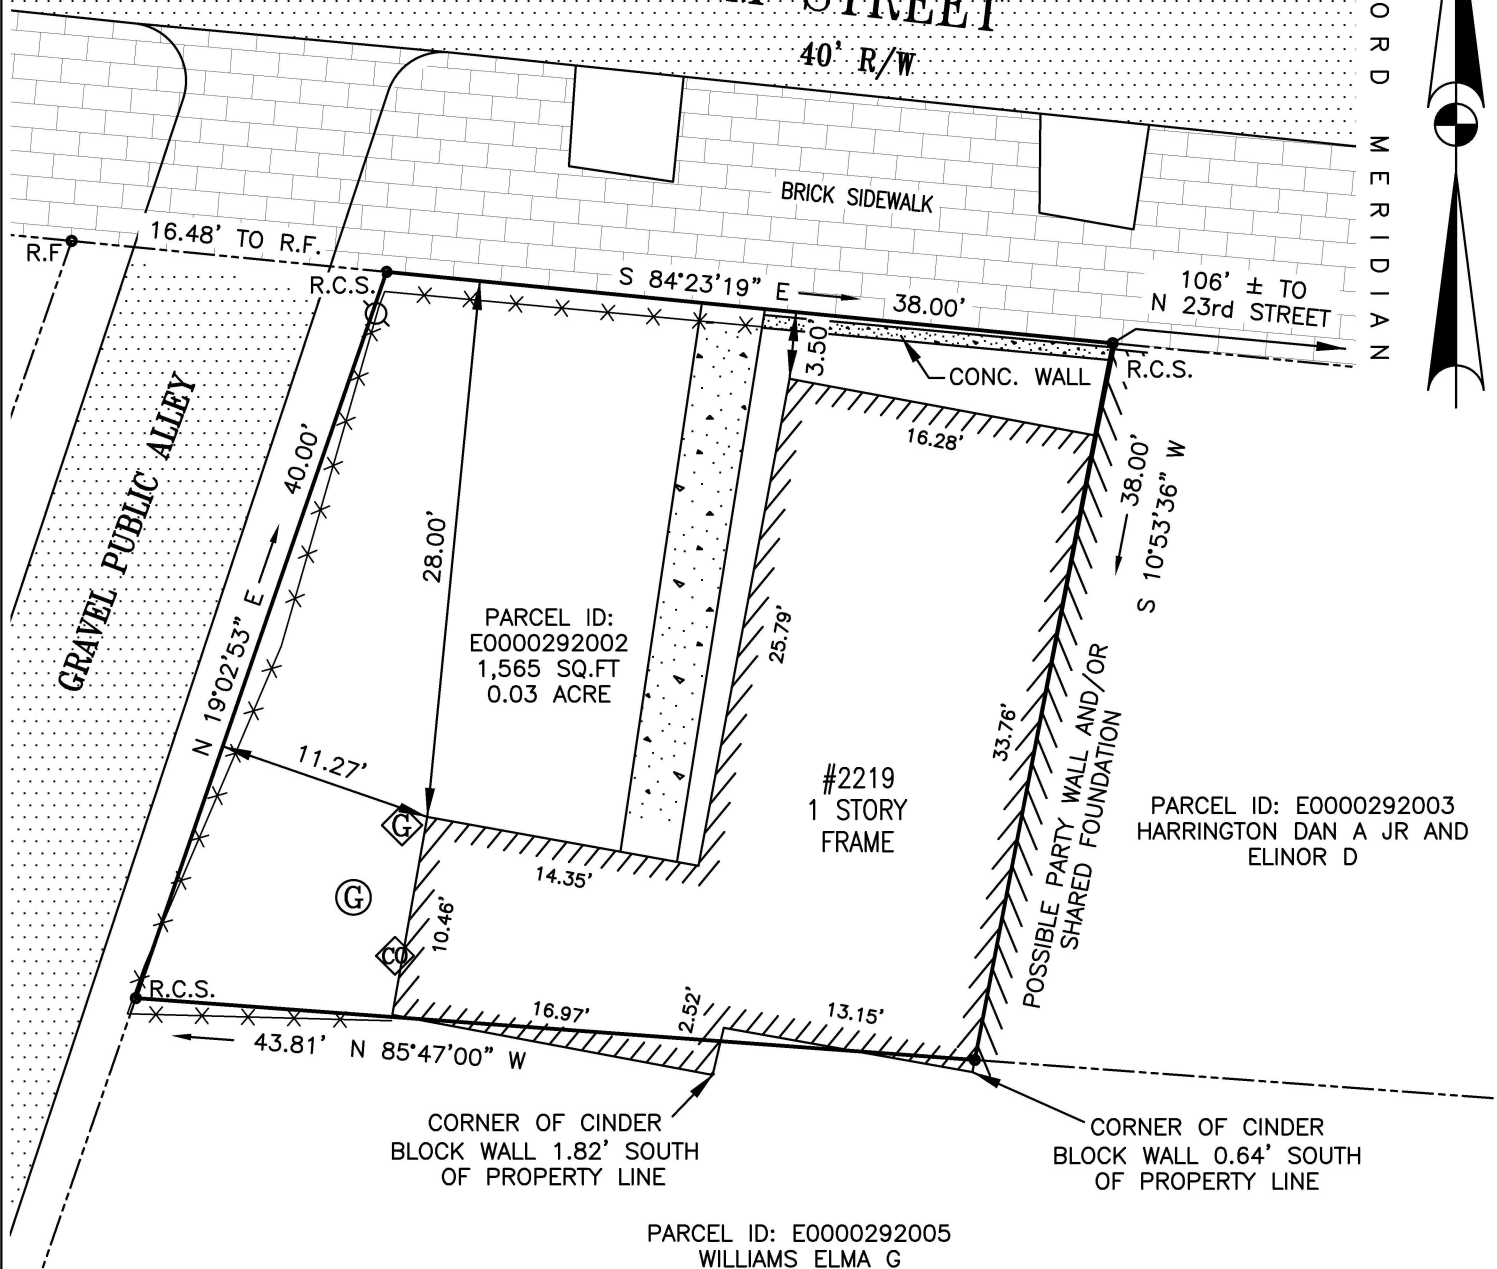 STREET
40' R/W
ORD MERIDIAN
BRICK SIDEWALK
16.48' TO R.F.
R.F
R.C.S.
S 84°23'19" E
38.00'
106' ± TO
N 23rd STREET
R.C.S.
3.50'
CONC. WALL
16.28'
38.00'
S 10°53'36" W
GRAVEL PUBLIC ALLEY
40.00'
N 19°02'53" E
28.00'
PARCEL ID:
E0000292002
1,565 SQ.FT
0.03 ACRE
25.79'
11.27'
G
14.35'
#2219
1 STORY
FRAME
33.76'
POSSIBLE PARTY WALL AND/OR
SHARED FOUNDATION
PARCEL ID: E0000292003
HARRINGTON DAN A JR AND
ELINOR D
G
10.46'
CO
R.C.S.
16.97'
2.52'
13.15'
43.81' N 85°47'00" W
CORNER OF CINDER
BLOCK WALL 1.82' SOUTH
OF PROPERTY LINE
CORNER OF CINDER
BLOCK WALL 0.64' SOUTH
OF PROPERTY LINE
PARCEL ID: E0000292005
WILLIAMS ELMA G